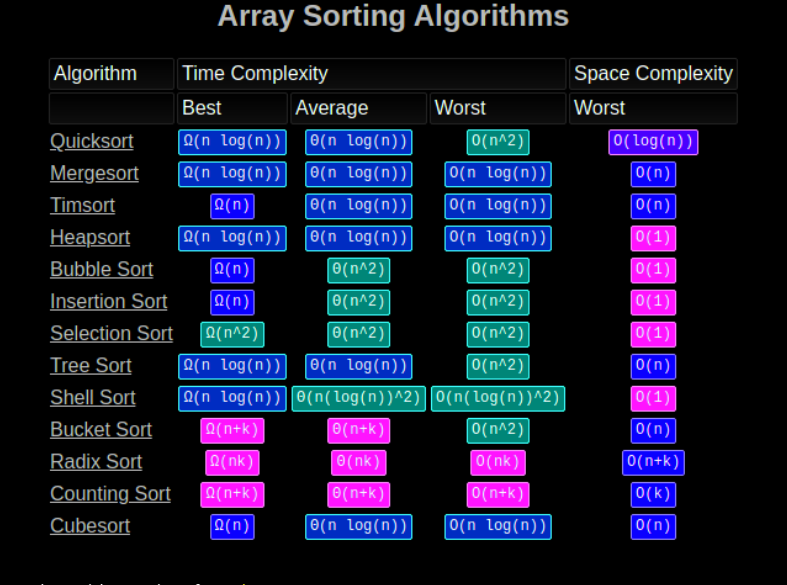 Array Sorting Algorithms
Algorithm Time Complexity Space Complexity
Best Average Worst Worst
Quicksort Ω(n log(n)) Θ(n log(n)) O(n^2) O(log(n))
Mergesort Ω(n log(n)) Θ(n log(n)) O(n log(n)) O(n)
Timsort Ω(n) Θ(n log(n)) O(n log(n)) O(n)
Heapsort Ω(n log(n)) Θ(n log(n)) O(n log(n)) O(1)
Bubble Sort Ω(n) Θ(n^2) O(n^2) O(1)
Insertion Sort Ω(n) Θ(n^2) O(n^2) O(1)
Selection Sort Ω(n^2) Θ(n^2) O(n^2) O(1)
Tree Sort Ω(n log(n)) Θ(n log(n)) O(n^2) O(n)
Shell Sort Ω(n log(n)) Θ(n(log(n))^2) O(n(log(n))^2) O(1)
Bucket Sort Ω(n+k) Θ(n+k) O(n^2) O(n)
Radix Sort Ω(nk) Θ(nk) O(nk) O(n+k)
Counting Sort Ω(n+k) Θ(n+k) O(n+k) O(k)
Cubesort Ω(n) Θ(n log(n)) O(n log(n)) O(n)